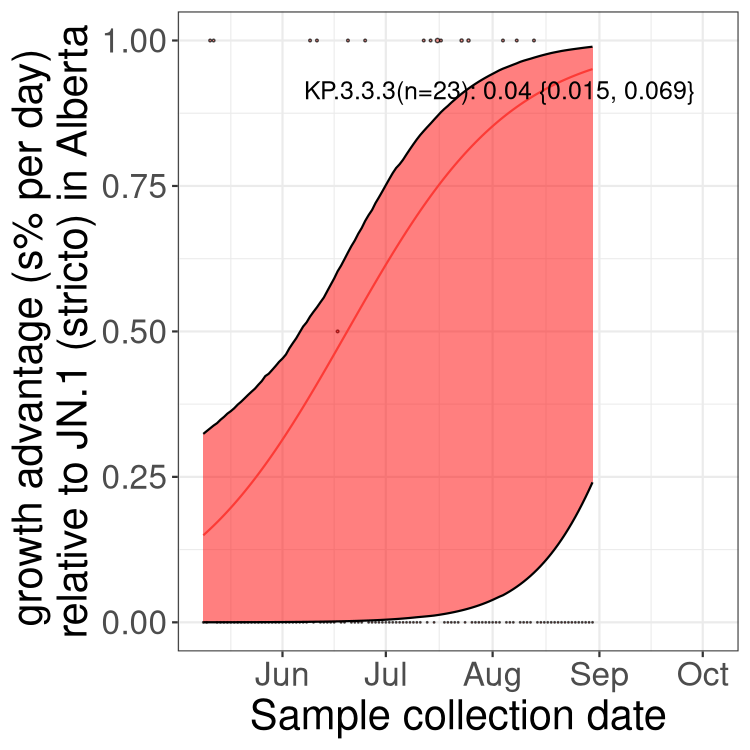 growth advantage (s% per day)
relative to JN.1 (stricto) in Alberta
1.00
0.75
0.50
0.25
0.00
KP.3.3.3(n=23): 0.04 {0.015, 0.069}
Jun Jul Aug Sep Oct
Sample collection date